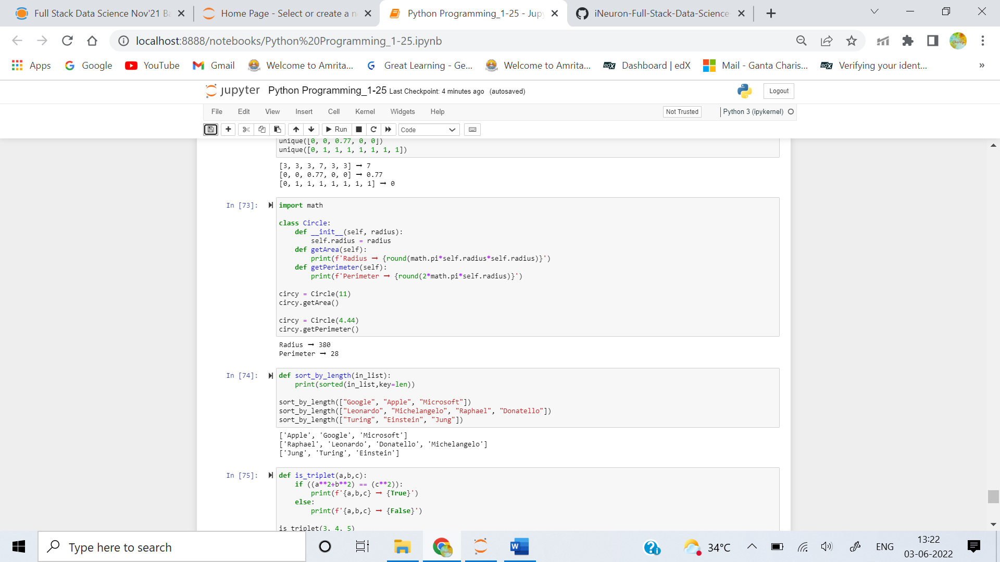 Full Stack Data Science Nov'21 Ba
Home Page - Select or create a n
Python Programming_1-25 - Jupy
iNeuron-Full-Stack-Data-Science-
localhost:8888/notebooks/Python%20Programming_1-25.ipynb
Apps
Google
YouTube
Gmail
Welcome to Amrita...
Great Learning - Ge...
Welcome to Amrita...
Dashboard | edX
Mail - Ganta Charis...
Verifying your ident...
»
jupyter Python Programming_1-25 Last Checkpoint: 4 minutes ago (autosaved)
Logout
File Edit View Insert Cell Kernel Widgets Help
Not Trusted
Python 3 (ipykernel)
Run
Code
unique([0, 0, 0.77, 0, 0])
unique([0, 1, 1, 1, 1, 1, 1, 1])
[3, 3, 3, 7, 3, 3] ➞ 7
[0, 0, 0.77, 0, 0] ➞ 0.77
[0, 1, 1, 1, 1, 1, 1, 1] ➞ 0
In [73]:
import math
class Circle:
def __init__(self, radius):
self.radius = radius
def getArea(self):
print(f'Radius ➞ {round(math.pi*self.radius*self.radius)}')
def getPerimeter(self):
print(f'Perimeter ➞ {round(2*math.pi*self.radius)}')
circy = Circle(11)
circy.getArea()
circy = Circle(4.44)
circy.getPerimeter()
Radius ➞ 380
Perimeter ➞ 28
In [74]:
def sort_by_length(in_list):
print(sorted(in_list,key=len))
sort_by_length(["Google", "Apple", "Microsoft"])
sort_by_length(["Leonardo", "Michelangelo", "Raphael", "Donatello"])
sort_by_length(["Turing", "Einstein", "Jung"])
['Apple', 'Google', 'Microsoft']
['Raphael', 'Leonardo', 'Donatello', 'Michelangelo']
['Jung', 'Turing', 'Einstein']
In [75]:
def is_triplet(a,b,c):
if ((a**2+b**2) == (c**2)):
print(f'{a,b,c} ➞ {True}')
else:
print(f'{a,b,c} ➞ {False}')
is_triplet(3, 4, 5)
Type here to search
34°C
ENG
13:22
03-06-2022